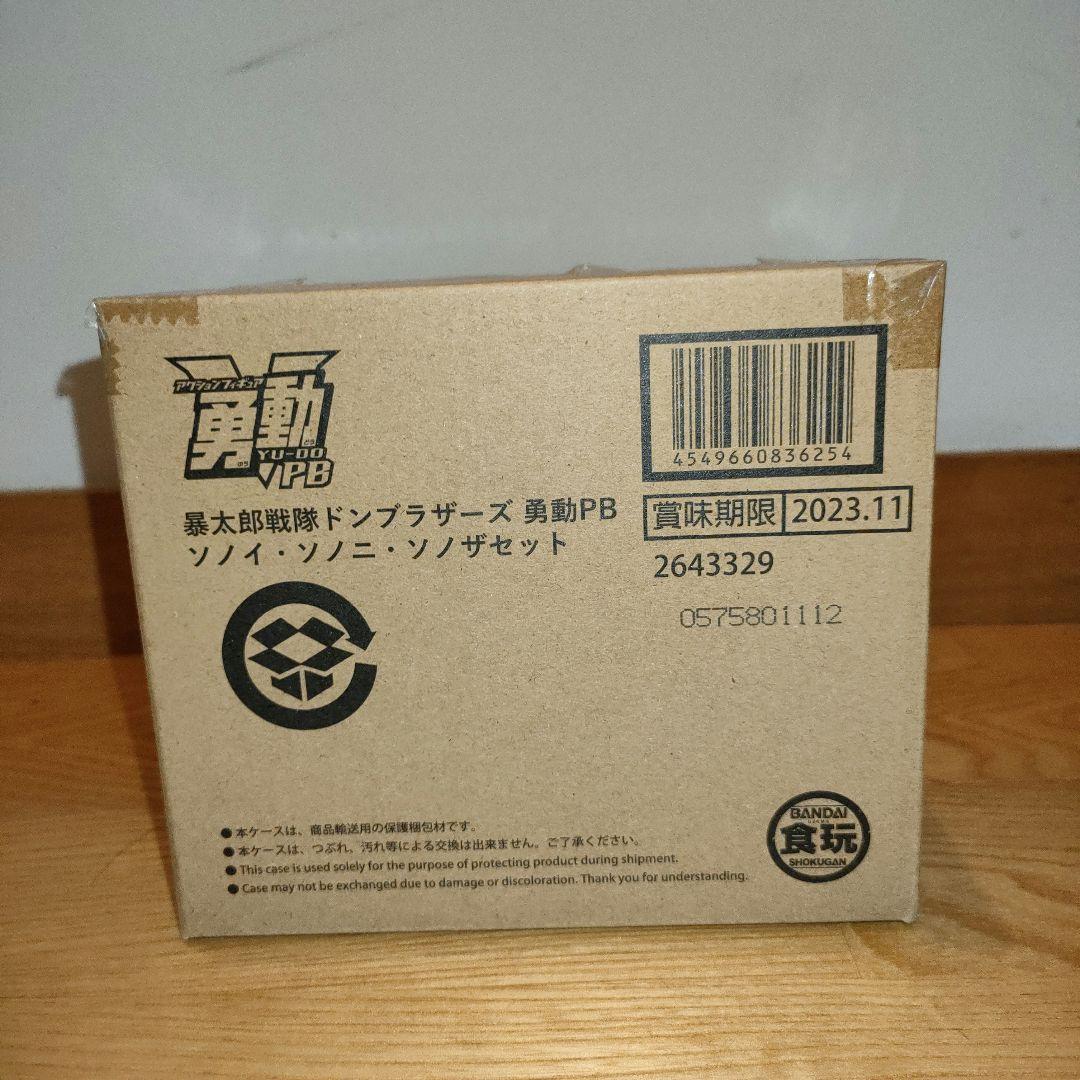 アクションフィギュア
勇動
ゆう どう
YU-DO
PB
暴太郎戦隊ドンブラザーズ 勇動PB
ソノイ・ソノニ・ソノザセット
4549660836254
賞味期限 2023.11
2643329
0575801112
●本ケースは、商品輸送用の保護梱包材です。
●本ケースは、つぶれ、汚れ等による交換は出来ません。ご了承ください。
●This case is used solely for the purpose of protecting product during shipment.
●Case may not be exchanged due to damage or discoloration. Thank you for understanding.
BANDAI
食玩
SHOKUGAN